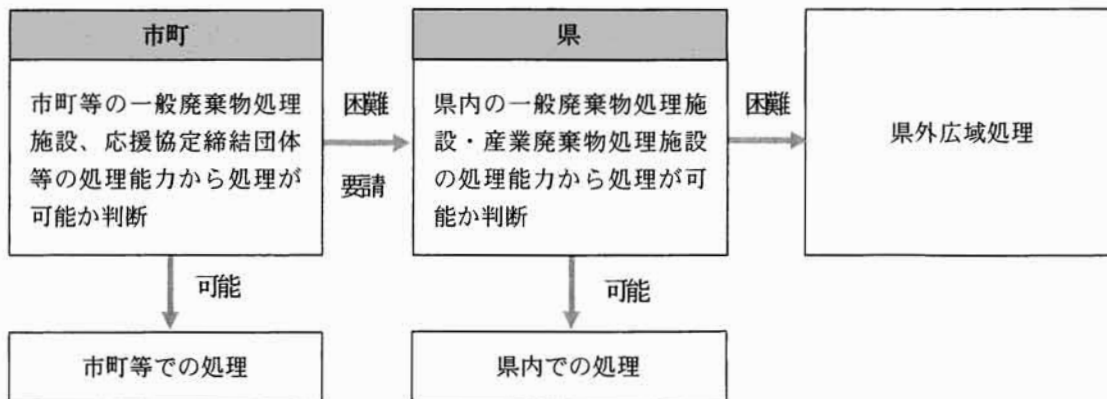 市町
市町等の一般廃棄物処理
施設、応援協定締結団体
等の処理能力から処理が
可能か判断
困難
要請
県
県内の一般廃棄物処理施
設・産業廃棄物処理施設
の処理能力から処理が可
能か判断
困難
県外広域処理
可能
可能
市町等での処理
県内での処理